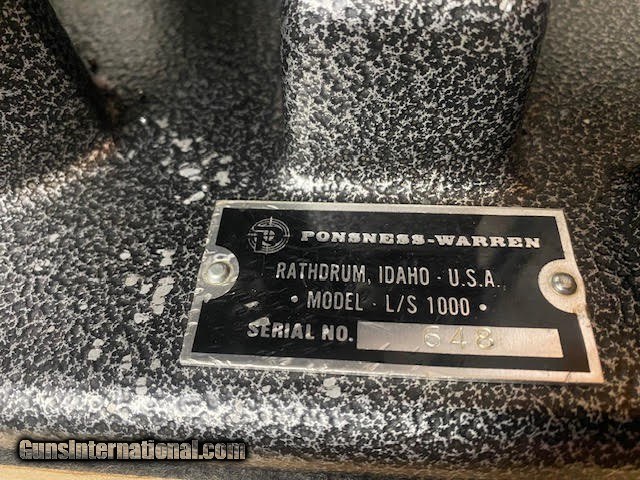 PONSNESS-WARREN
RATHDRUM, IDAHO - U.S.A.
• MODEL - L/S 1000 •
SERIAL NO. 648
GunsInternational.com